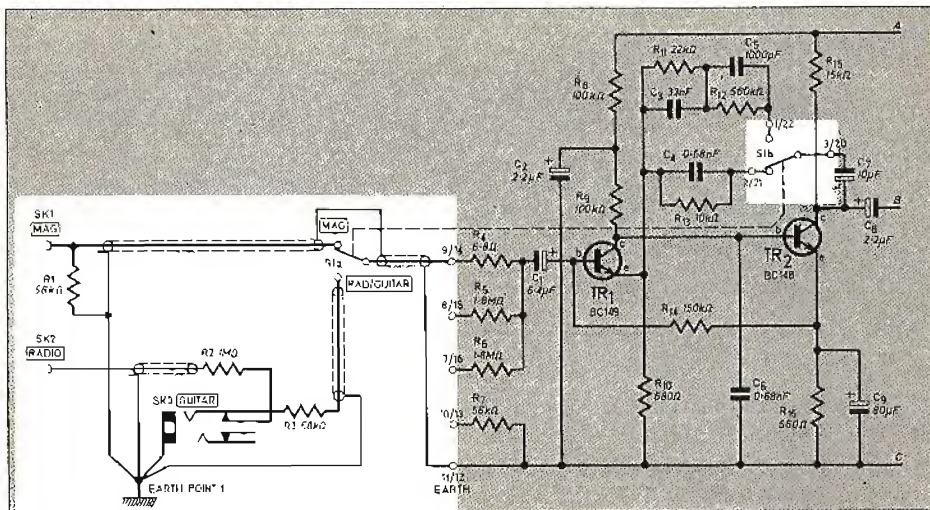 A
R11 22kΩ
C5
1000pF
R15
15kΩ
R8
100kΩ
C3 33nF
R12 560kΩ
1/22
S1b
3/20
C4 0·68nF
2/21
C7
10µF
C2
2·2µF
R13 10kΩ
B
C8
2·2µF
SK1
MAG
MAG
R9
100kΩ
S1a
9/14
R4
6·8Ω
R1
56kΩ
RAD/GUITAR
C1
6·4µF
b
c
e
TR1
BC149
b
c
e
TR2
BC148
8/15
R5
1·8MΩ
R14 150kΩ
SK2
RADIO
R2 1MΩ
7/16
R6
1·8MΩ
SK3 GUITAR
R3 56kΩ
10/13
R7
56kΩ
R10
680Ω
C6
0·68nF
R16
560Ω
C9
80µF
11/12
EARTH
C
EARTH POINT 1